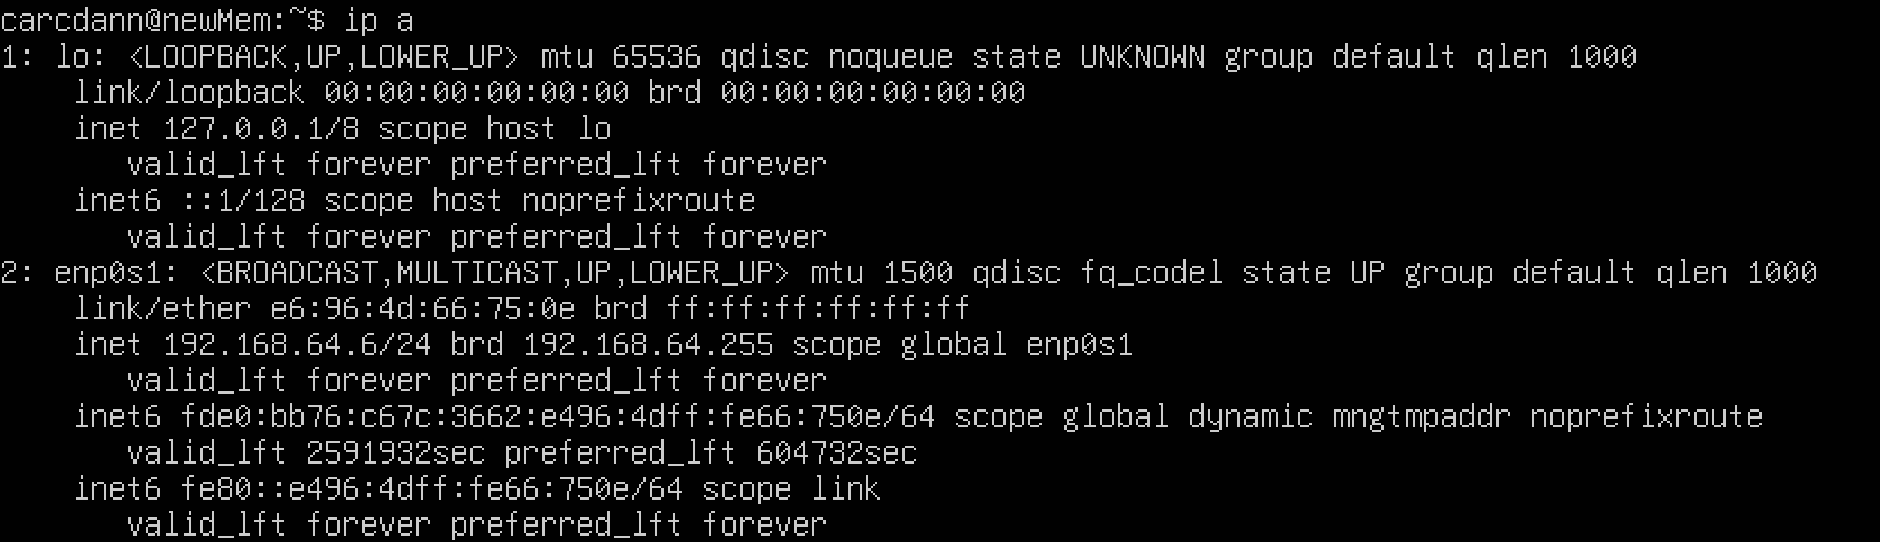 carcdann@newMem:~$ ip a
1: lo: <LOOPBACK,UP,LOWER_UP> mtu 65536 qdisc noqueue state UNKNOWN group default qlen 1000
    link/loopback 00:00:00:00:00:00 brd 00:00:00:00:00:00
    inet 127.0.0.1/8 scope host lo
       valid_lft forever preferred_lft forever
    inet6 ::1/128 scope host noprefixroute
       valid_lft forever preferred_lft forever
2: enp0s1: <BROADCAST,MULTICAST,UP,LOWER_UP> mtu 1500 qdisc fq_codel state UP group default qlen 1000
    link/ether e6:96:4d:66:75:0e brd ff:ff:ff:ff:ff:ff
    inet 192.168.64.6/24 brd 192.168.64.255 scope global enp0s1
       valid_lft forever preferred_lft forever
    inet6 fde0:bb76:c67c:3662:e496:4dff:fe66:750e/64 scope global dynamic mngtmpaddr noprefixroute
       valid_lft 2591932sec preferred_lft 604732sec
    inet6 fe80::e496:4dff:fe66:750e/64 scope link
       valid_lft forever preferred_lft forever